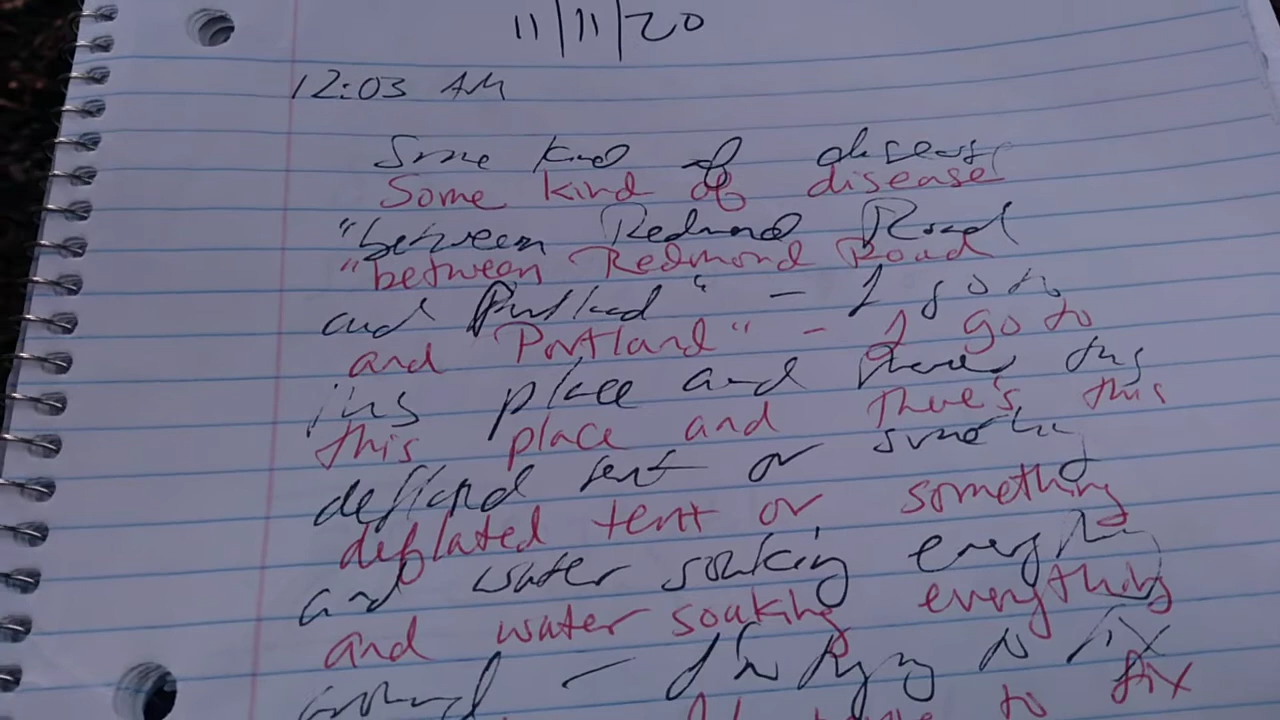 11/11/20
12:03 AM
Some kind of disease
Some kind of disease
"between Redmond Road
"between Redmond Road
and Portland" - I go to
and "Portland" - I go to
this place and there's this
this place and there's this
deflated tent or something
deflated tent or something
and water soaking everything
and water soaking everything
around - I'm trying to fix
to fix